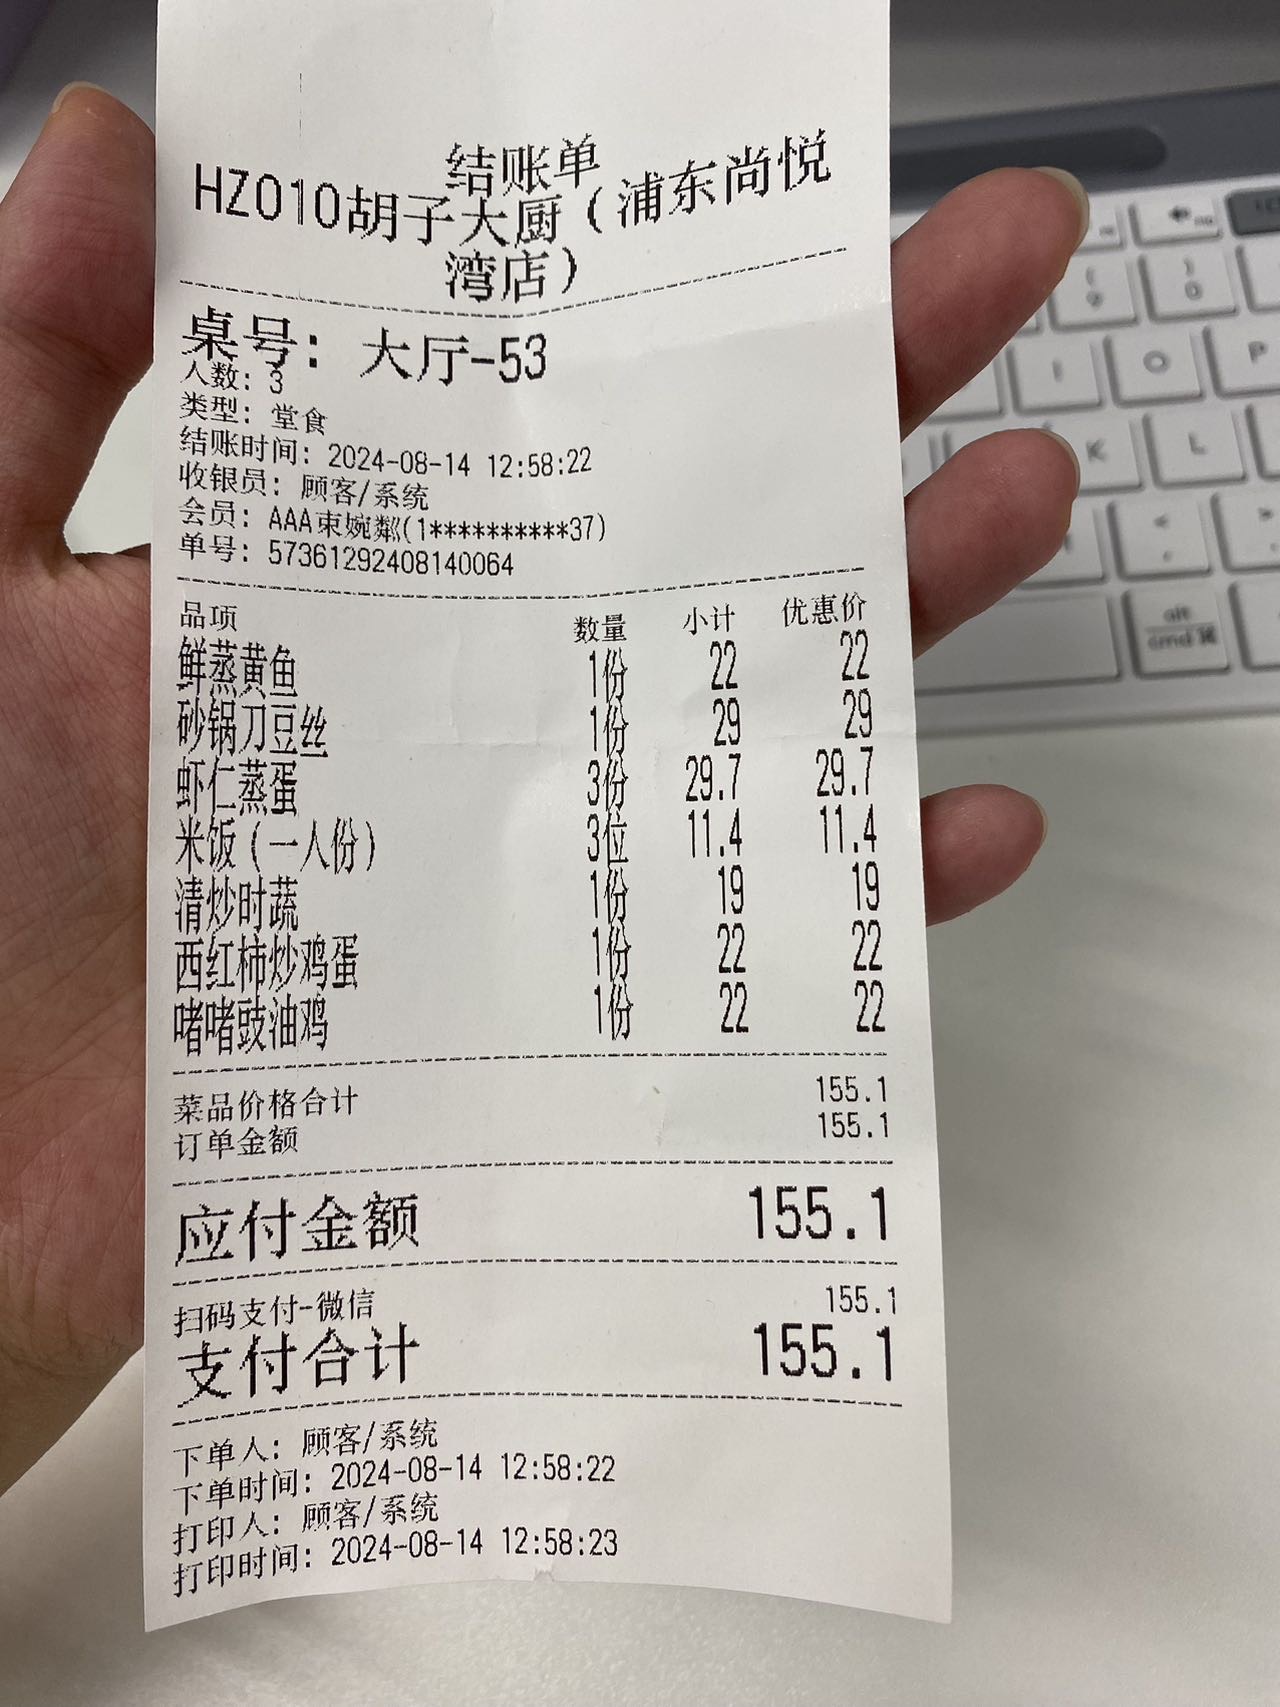 结账单
HZ010胡子大厨（浦东尚悦
湾店）
桌号：大厅-53
人数：3
类型：堂食
结账时间：2024-08-14 12:58:22
收银员：顾客/系统
会员：AAA東婉粼(1**********37)
单号：573612292408140064
品项 数量 小计 优惠价
鲜蒸黄鱼 1份 22 22
砂锅刀豆丝 1份 29 29
虾仁蒸蛋 3份 29.7 29.7
米饭（一人份） 3位 11.4 11.4
清炒时蔬 1份 19 19
西红柿炒鸡蛋 1份 22 22
啫啫豉油鸡 1份 22 22
菜品价格合计 155.1
订单金额 155.1
应付金额 155.1
扫码支付-微信 155.1
支付合计 155.1
下单人：顾客/系统
下单时间：2024-08-14 12:58:22
打印人：顾客/系统
打印时间：2024-08-14 12:58:23
9
0
I
O
P
K
L
<
,
>
alt
cmd ⌘